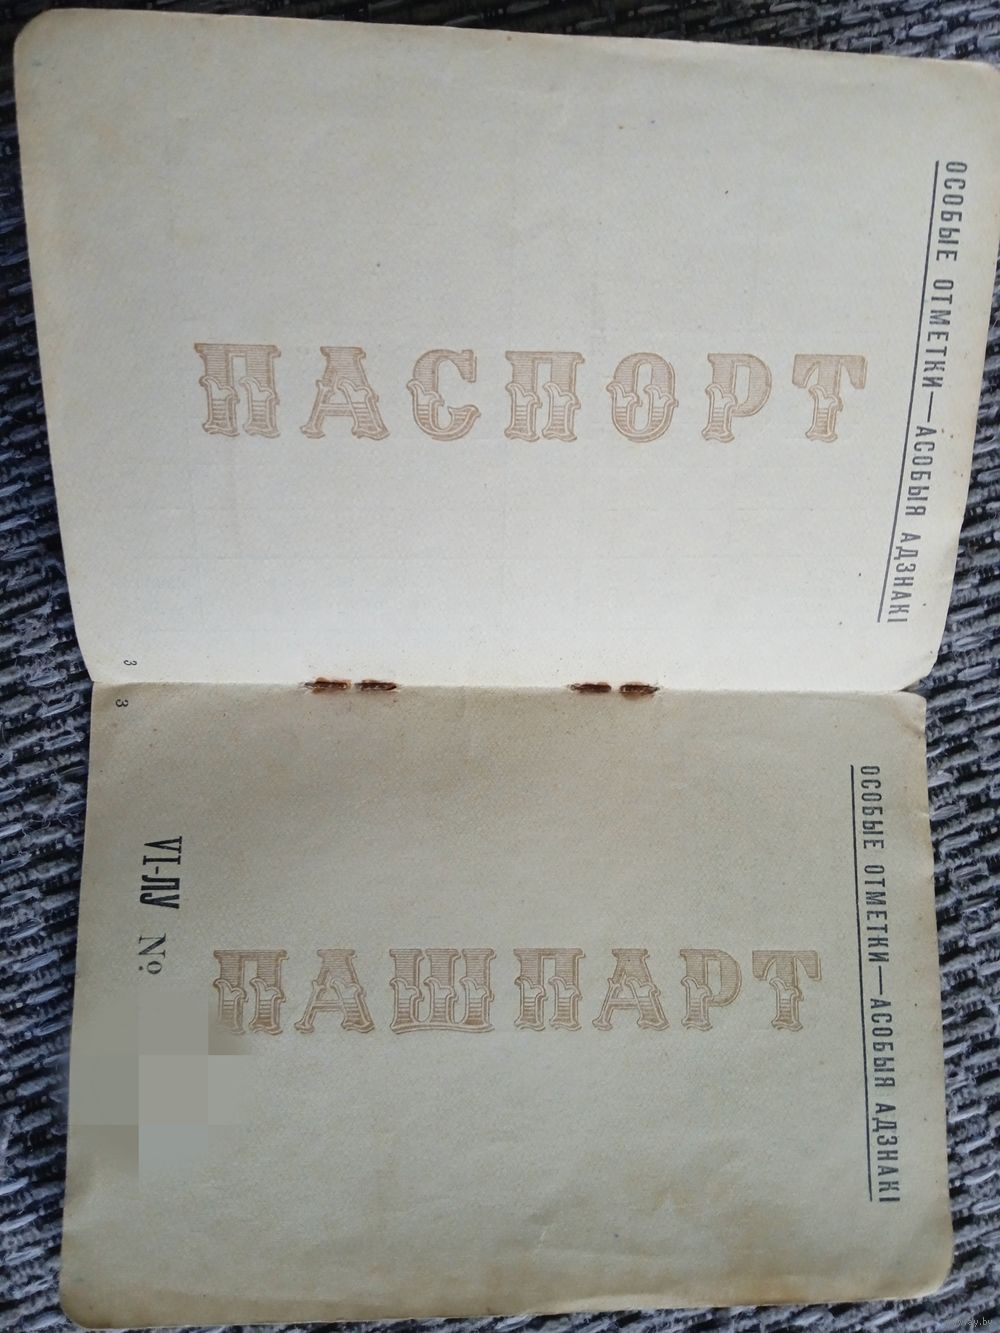 ОСОБЫЕ ОТМЕТКИ—АСОБЫЯ АДЗНАКІ
ПАСПОРТ
3
ОСОБЫЕ ОТМЕТКИ—АСОБЫЯ АДЗНАКІ
ПАШПАРТ
VI-ЛУ №
3